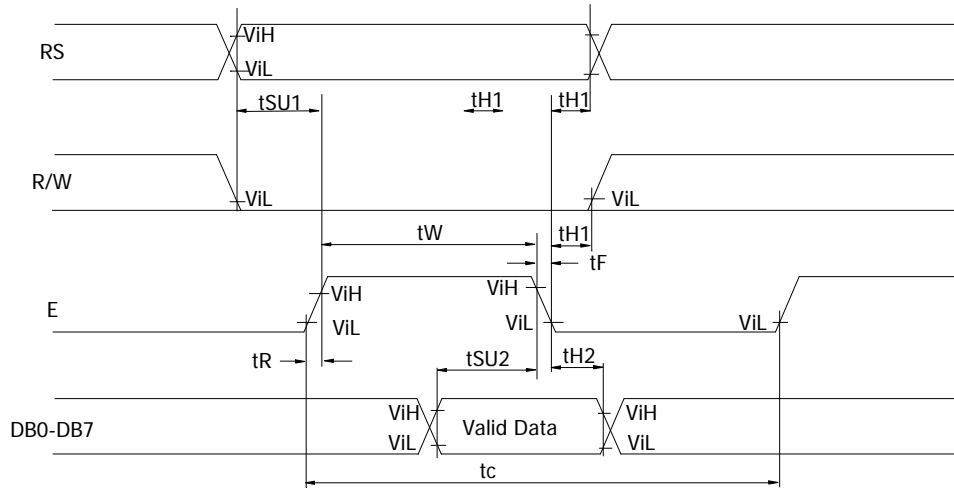 ViH
RS
ViL
tSU1 tH1 tH1
R/W ViL ViL
tW tH1
tF
ViH ViH
E ViL ViL ViL
tR tSU2 tH2
ViH ViH
DB0-DB7 Valid Data
ViL ViL
tc